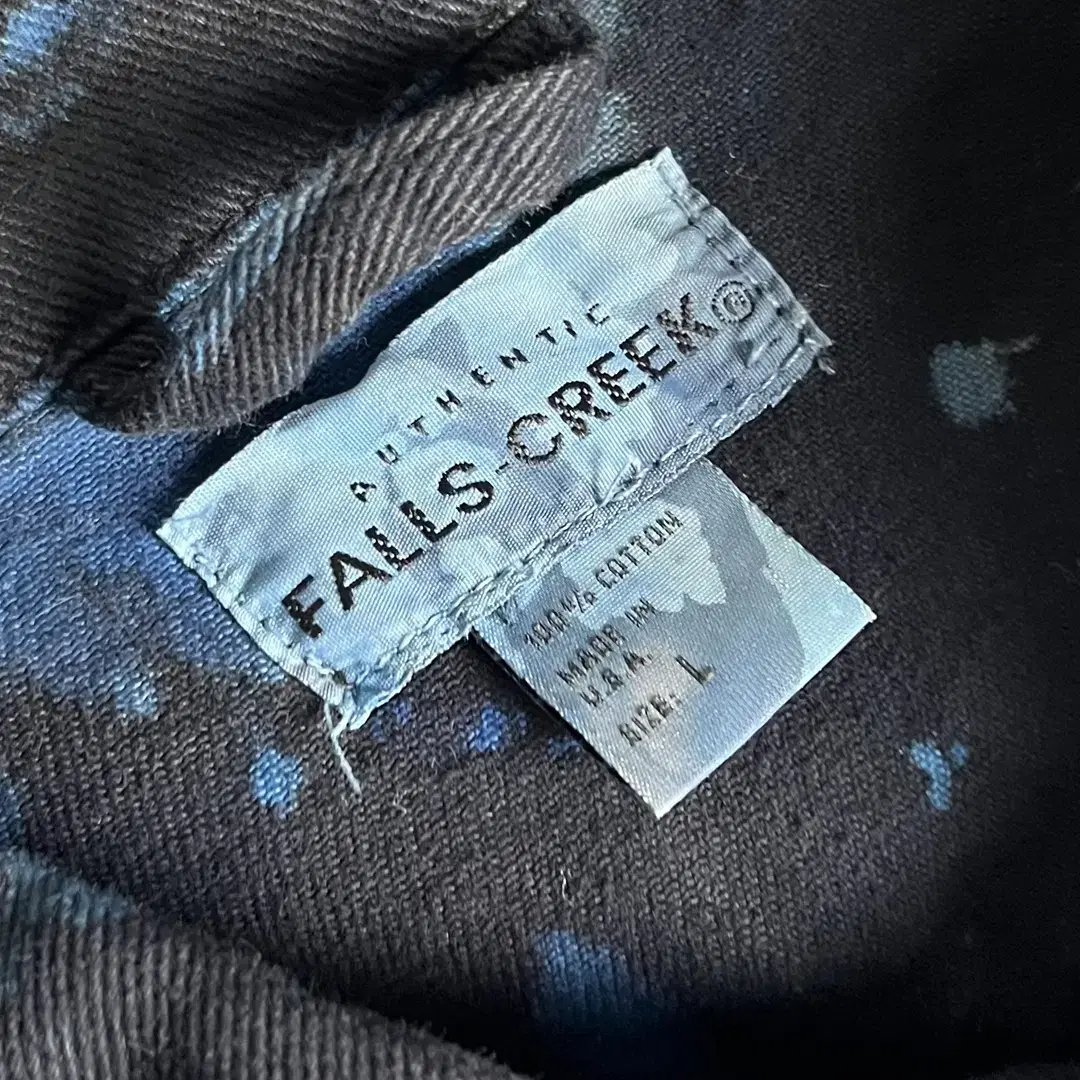 AUTHENTIC
FALLS-CREEK®
100% COTTON
MADE IN
U.S.A.
SIZE: L